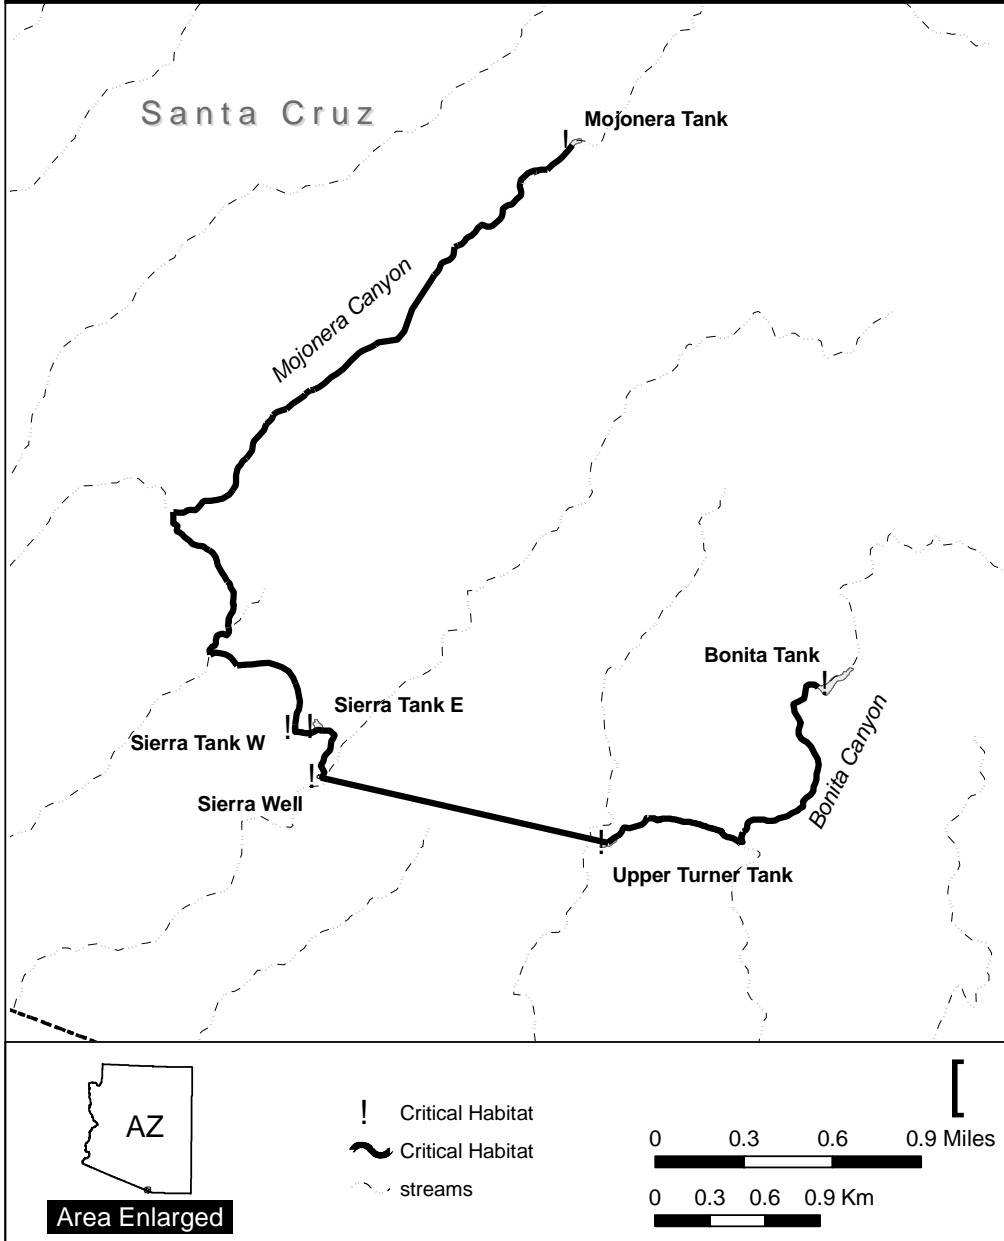 Santa Cruz
Mojonera Tank
Mojonera Canyon
Bonita Tank
Bonita Canyon
Sierra Tank E
Sierra Tank W
Sierra Well
Upper Turner Tank
AZ
Area Enlarged
! Critical Habitat
Critical Habitat
streams
0 0.3 0.6 0.9 Miles
0 0.3 0.6 0.9 Km